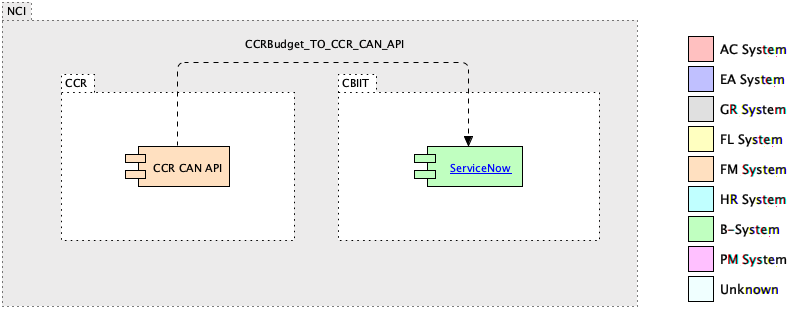 NCI
CCRBudget_TO_CCR_CAN_API
CCR
CBIIT
CCR CAN API
ServiceNow
AC System
EA System
GR System
FL System
FM System
HR System
B-System
PM System
Unknown